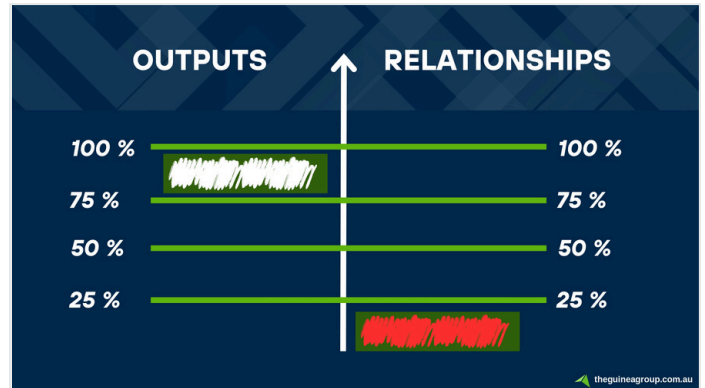 OUTPUTS RELATIONSHIPS
100 % 100 %
75 % 75 %
50 % 50 %
25 % 25 %
theguineagroup.com.au